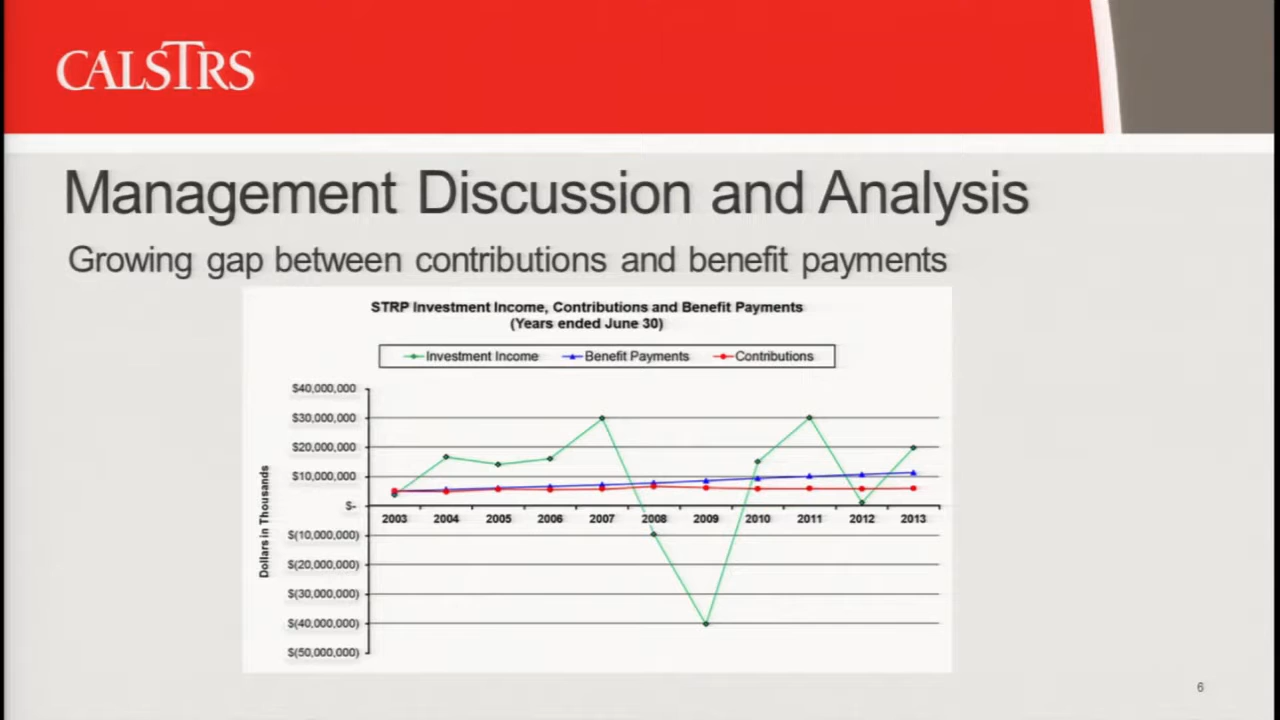 CALSTRS
Management Discussion and Analysis
Growing gap between contributions and benefit payments
STRP Investment Income, Contributions and Benefit Payments
(Years ended June 30)
Investment Income Benefit Payments Contributions
$40,000,000
$30,000,000
$20,000,000
$10,000,000
$-
2003 2004 2005 2006 2007 2008 2009 2010 2011 2012 2013
$(10,000,000)
$(20,000,000)
$(30,000,000)
$(40,000,000)
$(50,000,000)
Dollars in Thousands
6